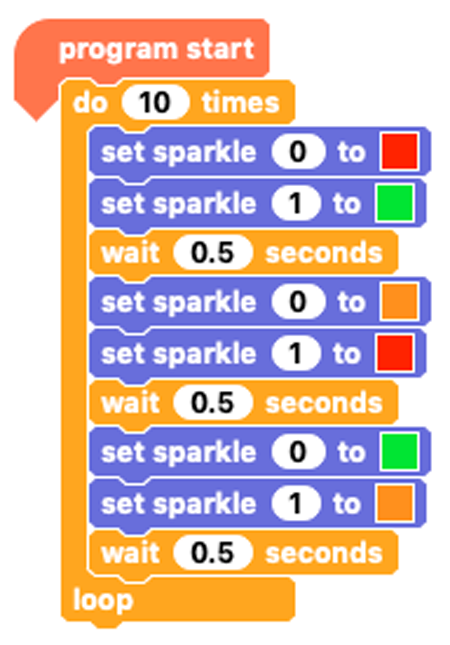 program start
do 10 times
set sparkle 0 to
set sparkle 1 to
wait 0.5 seconds
set sparkle 0 to
set sparkle 1 to
wait 0.5 seconds
set sparkle 0 to
set sparkle 1 to
wait 0.5 seconds
loop